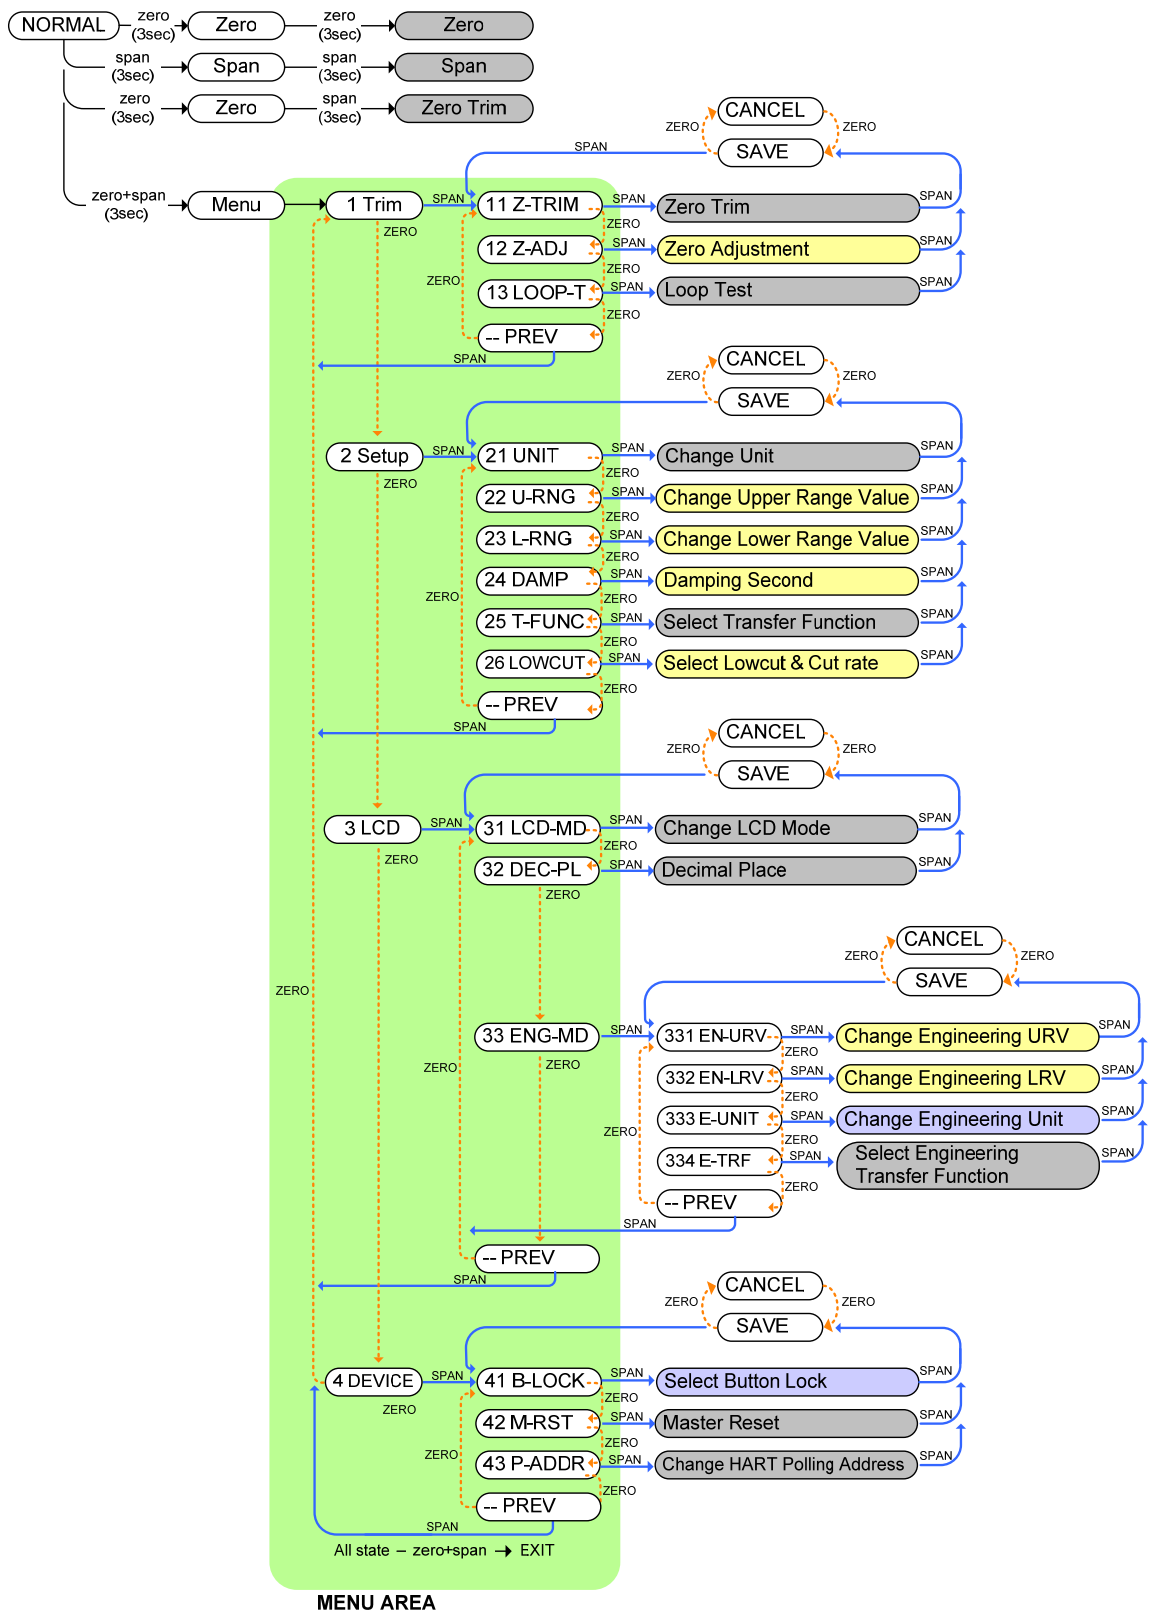 NORMAL
zero
(3sec)
Zero
zero
(3sec)
Zero
span
(3sec)
Span
span
(3sec)
Span
zero
(3sec)
Zero
span
(3sec)
Zero Trim
CANCEL
ZERO
ZERO
SAVE
SPAN
zero+span
(3sec)
Menu
1 Trim
SPAN
11 Z-TRIM
SPAN
Zero Trim
SPAN
ZERO
ZERO
12 Z-ADJ
SPAN
Zero Adjustment
SPAN
ZERO
ZERO
13 LOOP-T
SPAN
Loop Test
SPAN
ZERO
-- PREV
SPAN
CANCEL
ZERO
ZERO
SAVE
2 Setup
SPAN
21 UNIT
SPAN
Change Unit
SPAN
ZERO
ZERO
22 U-RNG
SPAN
Change Upper Range Value
SPAN
ZERO
23 L-RNG
SPAN
Change Lower Range Value
SPAN
ZERO
24 DAMP
SPAN
Damping Second
SPAN
ZERO
ZERO
25 T-FUNC
SPAN
Select Transfer Function
SPAN
ZERO
26 LOWCUT
SPAN
Select Lowcut & Cut rate
SPAN
ZERO
-- PREV
SPAN
CANCEL
ZERO
ZERO
SAVE
3 LCD
SPAN
31 LCD-MD
SPAN
Change LCD Mode
SPAN
ZERO
ZERO
32 DEC-PL
SPAN
Decimal Place
SPAN
ZERO
CANCEL
ZERO
ZERO
SAVE
ZERO
33 ENG-MD
SPAN
331 EN-URV
SPAN
Change Engineering URV
SPAN
ZERO
ZERO
ZERO
332 EN-LRV
SPAN
Change Engineering LRV
SPAN
ZERO
333 E-UNIT
SPAN
Change Engineering Unit
SPAN
ZERO
ZERO
334 E-TRF
SPAN
Select Engineering
Transfer Function
SPAN
ZERO
-- PREV
SPAN
-- PREV
SPAN
CANCEL
ZERO
ZERO
SAVE
4 DEVICE
SPAN
41 B-LOCK
SPAN
Select Button Lock
SPAN
ZERO
ZERO
42 M-RST
SPAN
Master Reset
SPAN
ZERO
ZERO
43 P-ADDR
SPAN
Change HART Polling Address
SPAN
ZERO
-- PREV
SPAN
All state – zero+span → EXIT
MENU AREA